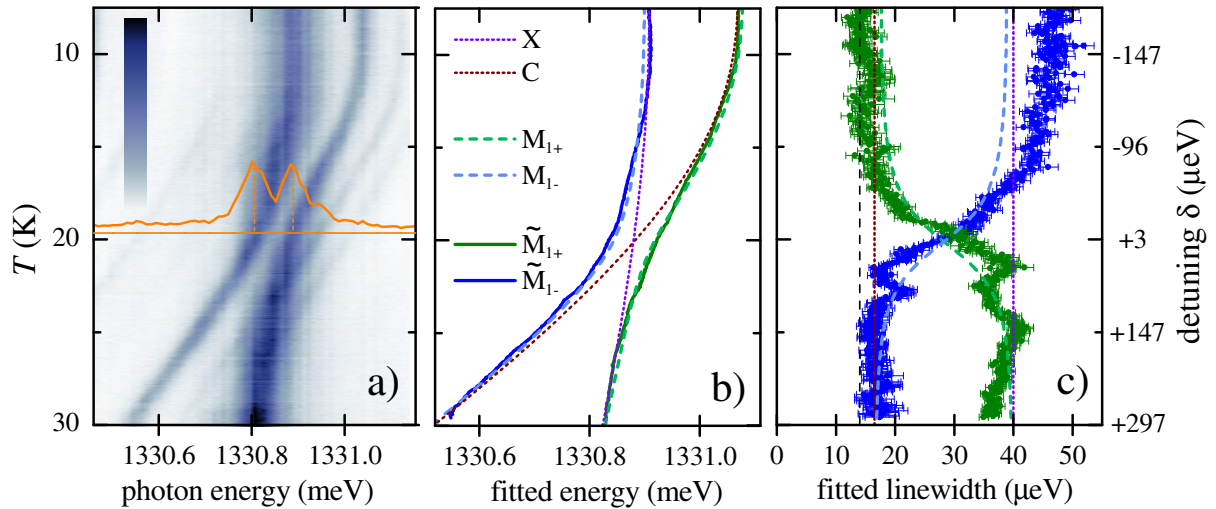 10
20
30
T (K)
a)
1330.6
1330.8
1331.0
photon energy (meV)
X
C
M1+
M1-
M̃1+
M̃1-
b)
1330.6
1330.8
1331.0
fitted energy (meV)
c)
0
10
20
30
40
50
fitted linewidth (μeV)
-147
-96
+3
+147
+297
detuning δ (μeV)